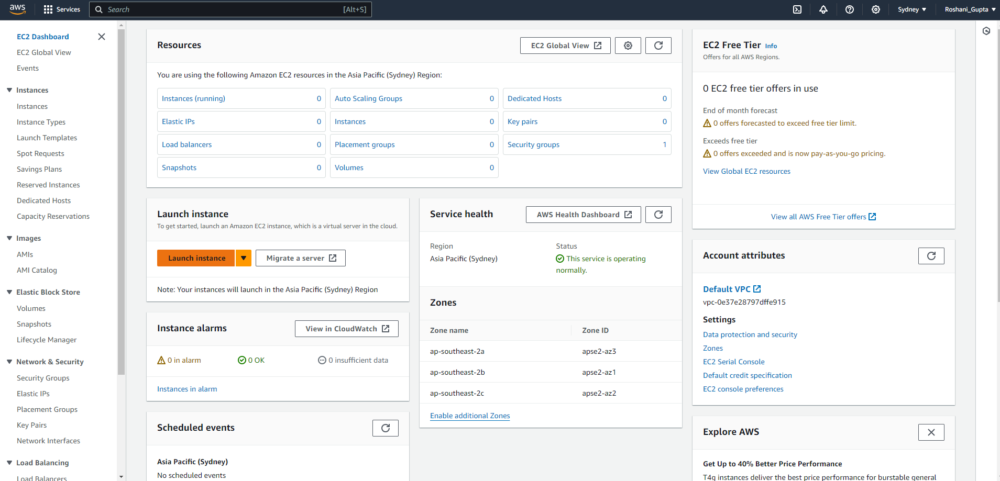 aws
Services
Search
[Alt+S]
Sydney
Roshani_Gupta
EC2 Dashboard
EC2 Global View
Events
Instances
Instances
Instance Types
Launch Templates
Spot Requests
Savings Plans
Reserved Instances
Dedicated Hosts
Capacity Reservations
Images
AMIs
AMI Catalog
Elastic Block Store
Volumes
Snapshots
Lifecycle Manager
Network & Security
Security Groups
Elastic IPs
Placement Groups
Key Pairs
Network Interfaces
Load Balancing
Load Balancers
Resources
EC2 Global View
You are using the following Amazon EC2 resources in the Asia Pacific (Sydney) Region:
Instances (running) 0
Auto Scaling Groups 0
Dedicated Hosts 0
Elastic IPs 0
Instances 0
Key pairs 0
Load balancers 0
Placement groups 0
Security groups 1
Snapshots 0
Volumes 0
Launch instance
To get started, launch an Amazon EC2 instance, which is a virtual server in the cloud.
Launch instance
Migrate a server
Note: Your instances will launch in the Asia Pacific (Sydney) Region
Instance alarms
View in CloudWatch
0 in alarm
0 OK
0 insufficient data
Instances in alarm
Scheduled events
Asia Pacific (Sydney)
No scheduled events
Service health
AWS Health Dashboard
Region
Asia Pacific (Sydney)
Status
This service is operating
normally.
Zones
Zone name Zone ID
ap-southeast-2a apse2-az3
ap-southeast-2b apse2-az1
ap-southeast-2c apse2-az2
Enable additional Zones
EC2 Free Tier Info
Offers for all AWS Regions.
0 EC2 free tier offers in use
End of month forecast
0 offers forecasted to exceed free tier limit.
Exceeds free tier
0 offers exceeded and is now pay-as-you-go pricing.
View Global EC2 resources
View all AWS Free Tier offers
Account attributes
Default VPC
vpc-0e37e28797dffe915
Settings
Data protection and security
Zones
EC2 Serial Console
Default credit specification
EC2 console preferences
Explore AWS
Get Up to 40% Better Price Performance
T4g instances deliver the best price performance for burstable general